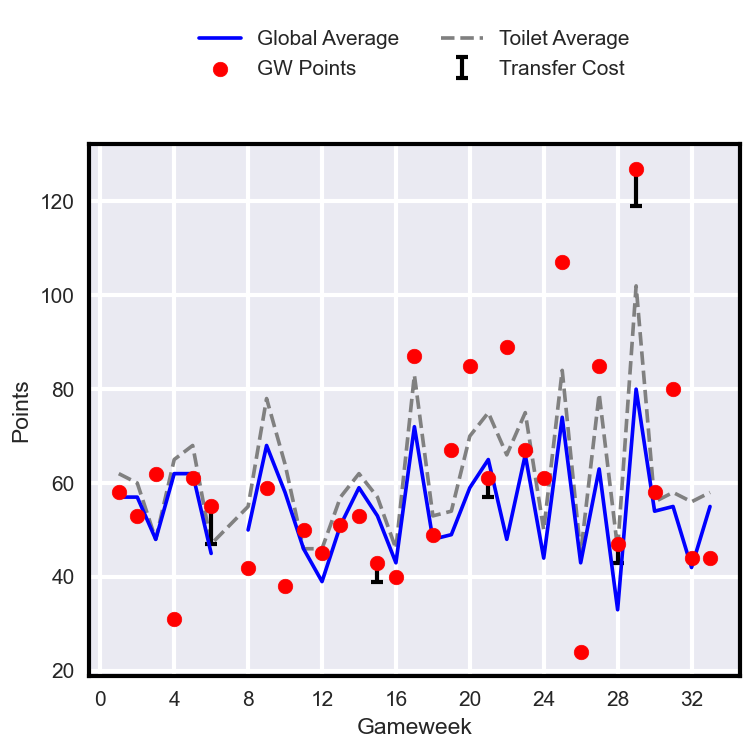 Global Average
Toilet Average
GW Points
Transfer Cost
120
100
80
60
40
20
Points
0 4 8 12 16 20 24 28 32
Gameweek